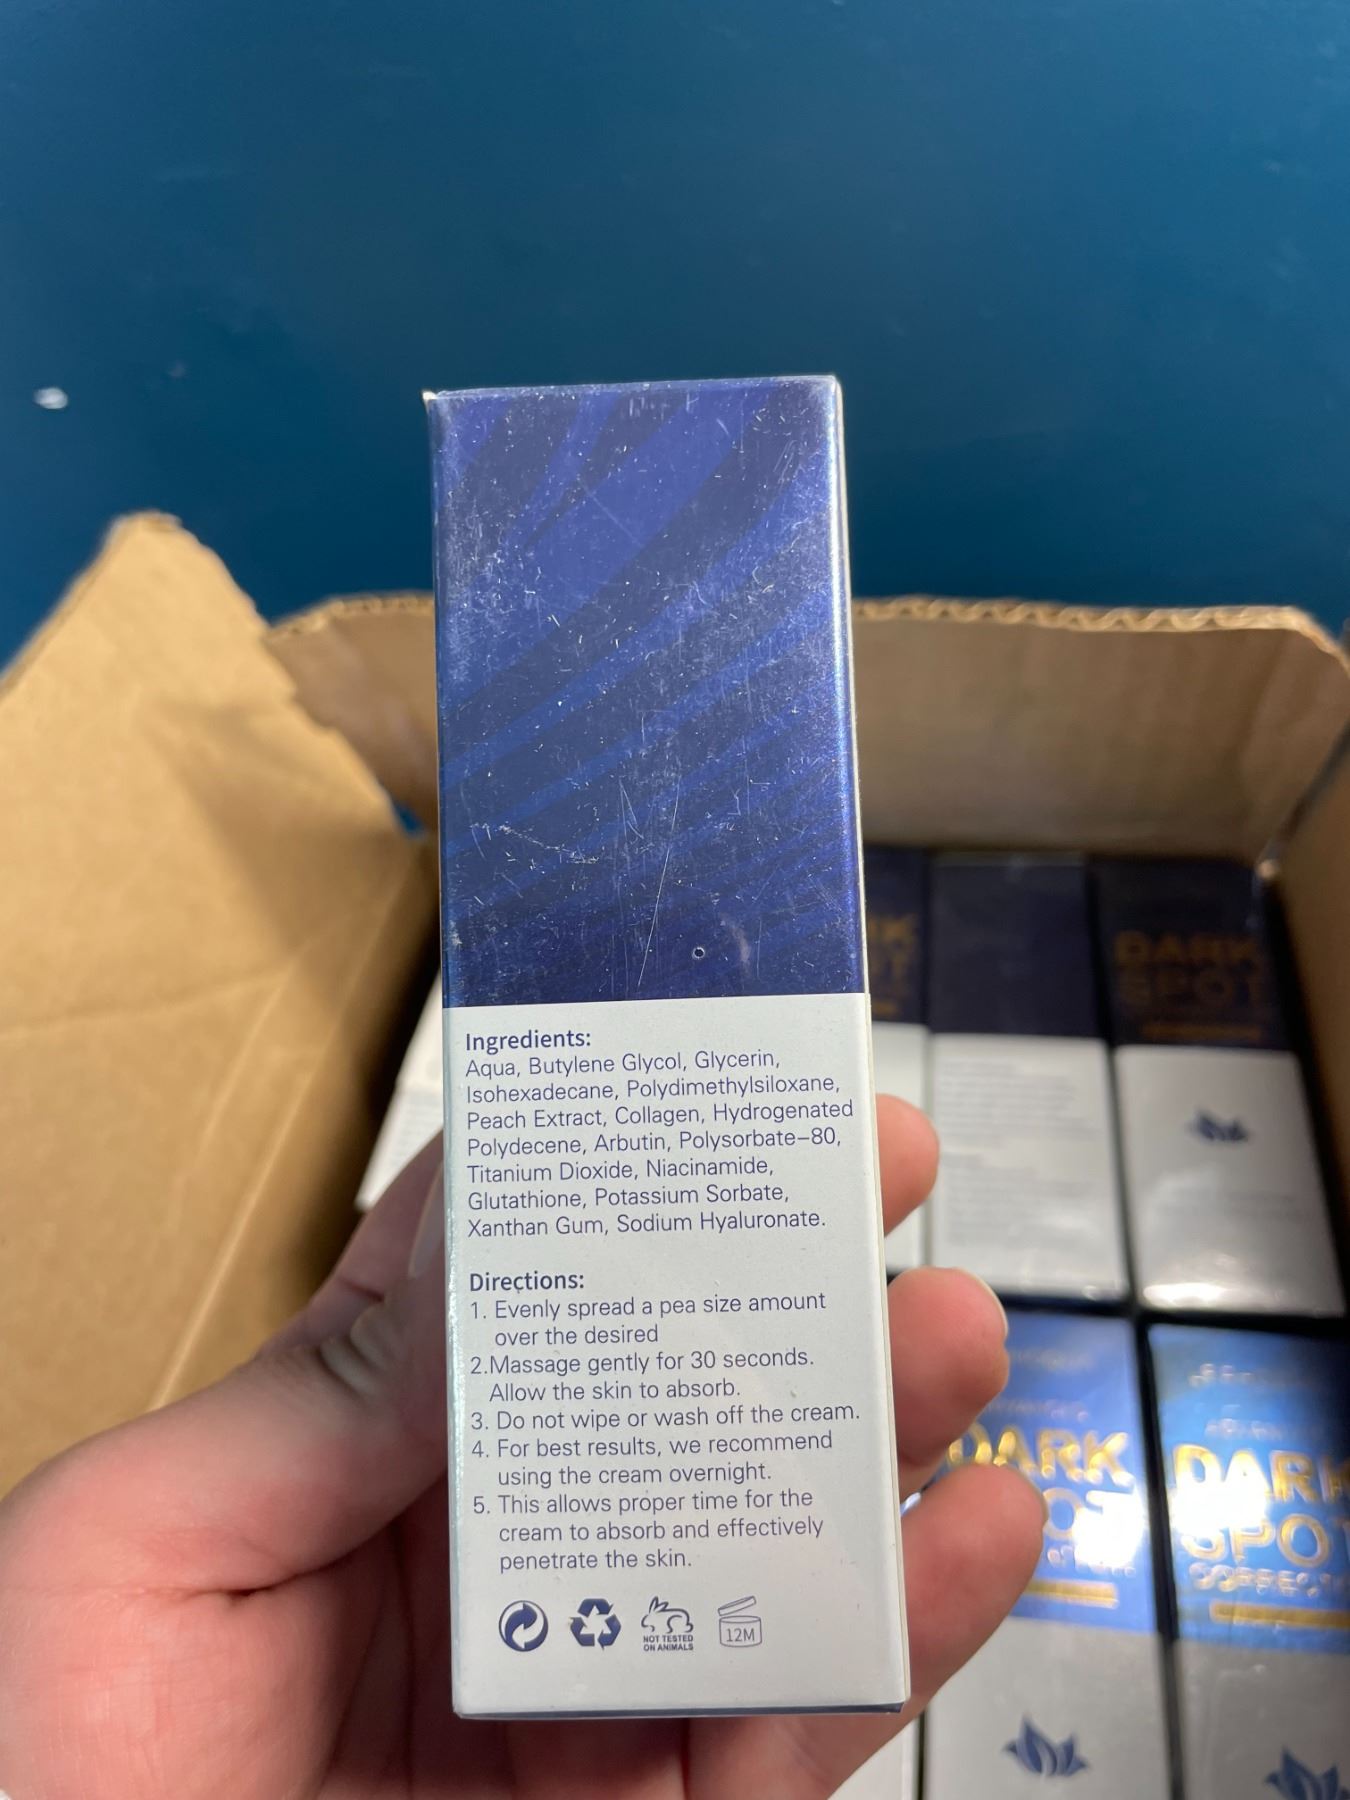 Ingredients:
Aqua, Butylene Glycol, Glycerin,
Isohexadecane, Polydimethylsiloxane,
Peach Extract, Collagen, Hydrogenated
Polydecene, Arbutin, Polysorbate–80,
Titanium Dioxide, Niacinamide,
Glutathione, Potassium Sorbate,
Xanthan Gum, Sodium Hyaluronate.
Directions:
1. Evenly spread a pea size amount
over the desired
2.Massage gently for 30 seconds.
Allow the skin to absorb.
3. Do not wipe or wash off the cream.
4. For best results, we recommend
using the cream overnight.
5. This allows proper time for the
cream to absorb and effectively
penetrate the skin.
NOT TESTED
ON ANIMALS
12M
DARK
SPOT
DARK
DARK
SPOT